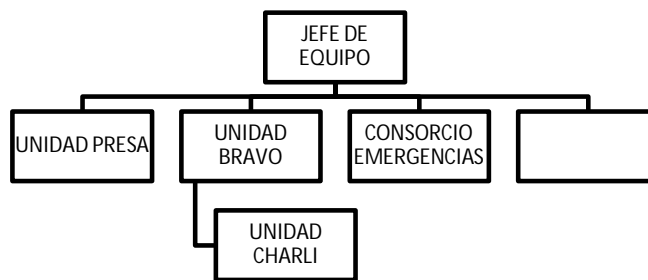 JEFE DE
EQUIPO
UNIDAD PRESA
UNIDAD
BRAVO
CONSORCIO
EMERGENCIAS
UNIDAD
CHARLI